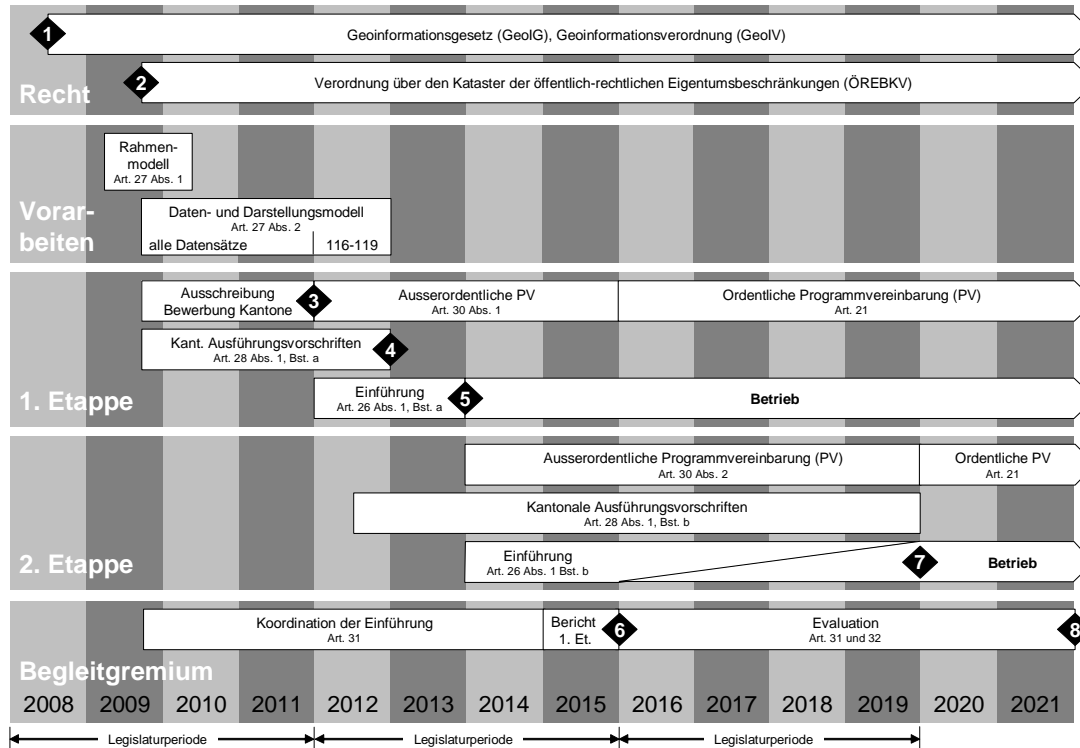 1
Geoinformationsgesetz (GeoIG), Geoinformationsverordnung (GeoIV)
2
Verordnung über den Kataster der öffentlich-rechtlichen Eigentumsbeschränkungen (ÖREBKV)
Recht
Rahmen-
modell
Art. 27 Abs. 1
Vorar-
beiten
Daten- und Darstellungsmodell
Art. 27 Abs. 2
alle Datensätze
116-119
Ausschreibung
Bewerbung Kantone
3
Ausserordentliche PV
Art. 30 Abs. 1
Ordentliche Programmvereinbarung (PV)
Art. 21
Kant. Ausführungsvorschriften
Art. 28 Abs. 1, Bst. a
4
1. Etappe
Einführung
Art. 26 Abs. 1, Bst. a
5
Betrieb
Ausserordentliche Programmvereinbarung (PV)
Art. 30 Abs. 2
Ordentliche PV
Art. 21
Kantonale Ausführungsvorschriften
Art. 28 Abs. 1, Bst. b
2. Etappe
Einführung
Art. 26 Abs. 1 Bst. b
7
Betrieb
Koordination der Einführung
Art. 31
Bericht
1. Et.
6
Evaluation
Art. 31 und 32
8
Begleitgremium
2008 2009 2010 2011 2012 2013 2014 2015 2016 2017 2018 2019 2020 2021
Legislaturperiode Legislaturperiode Legislaturperiode